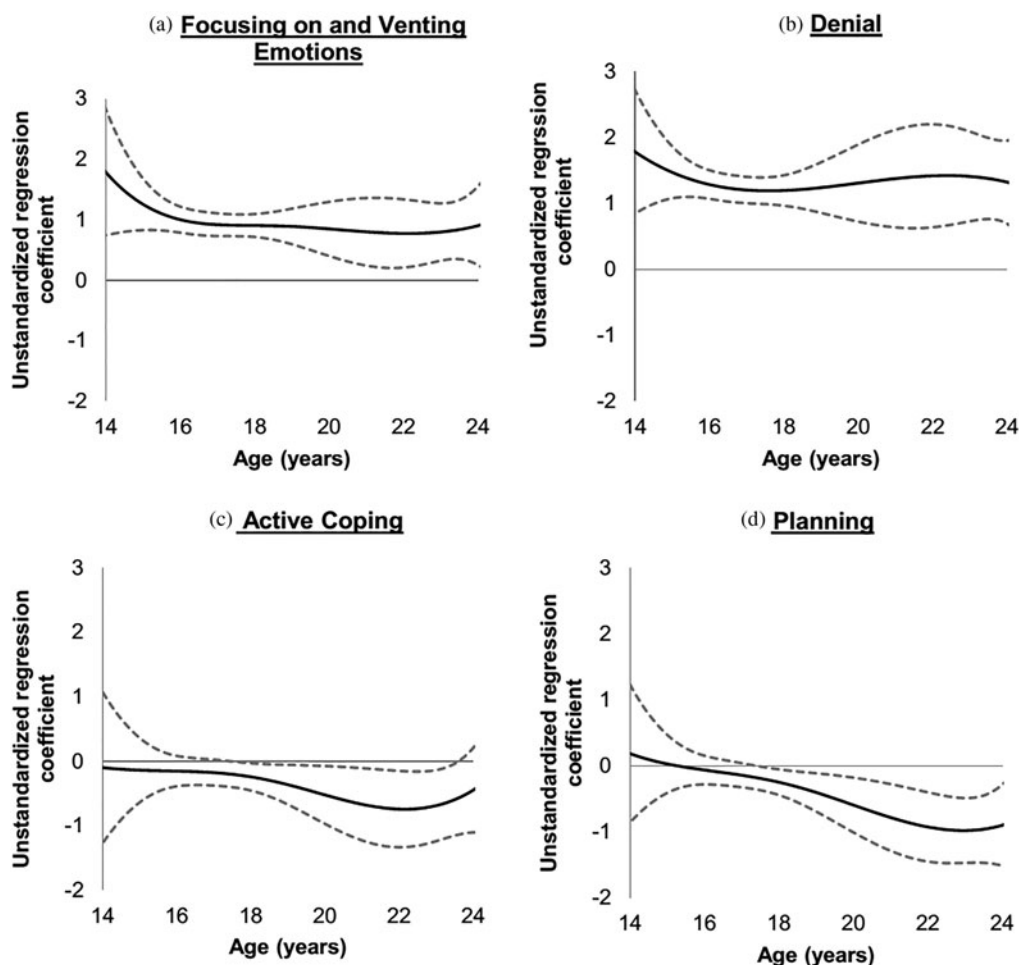 (a) Focusing on and Venting
Emotions
Unstandardized regression
coefficient
3
2
1
0
-1
-2
14 16 18 20 22 24
Age (years)
(b) Denial
Unstandardized regrssion
coefficient
3
2
1
0
-1
-2
14 16 18 20 22 24
Age (years)
(c) Active Coping
Unstandardized regression
coefficient
3
2
1
0
-1
-2
14 16 18 20 22 24
Age (years)
(d) Planning
Unstandardized regression
coefficient
3
2
1
0
-1
-2
14 16 18 20 22 24
Age (years)